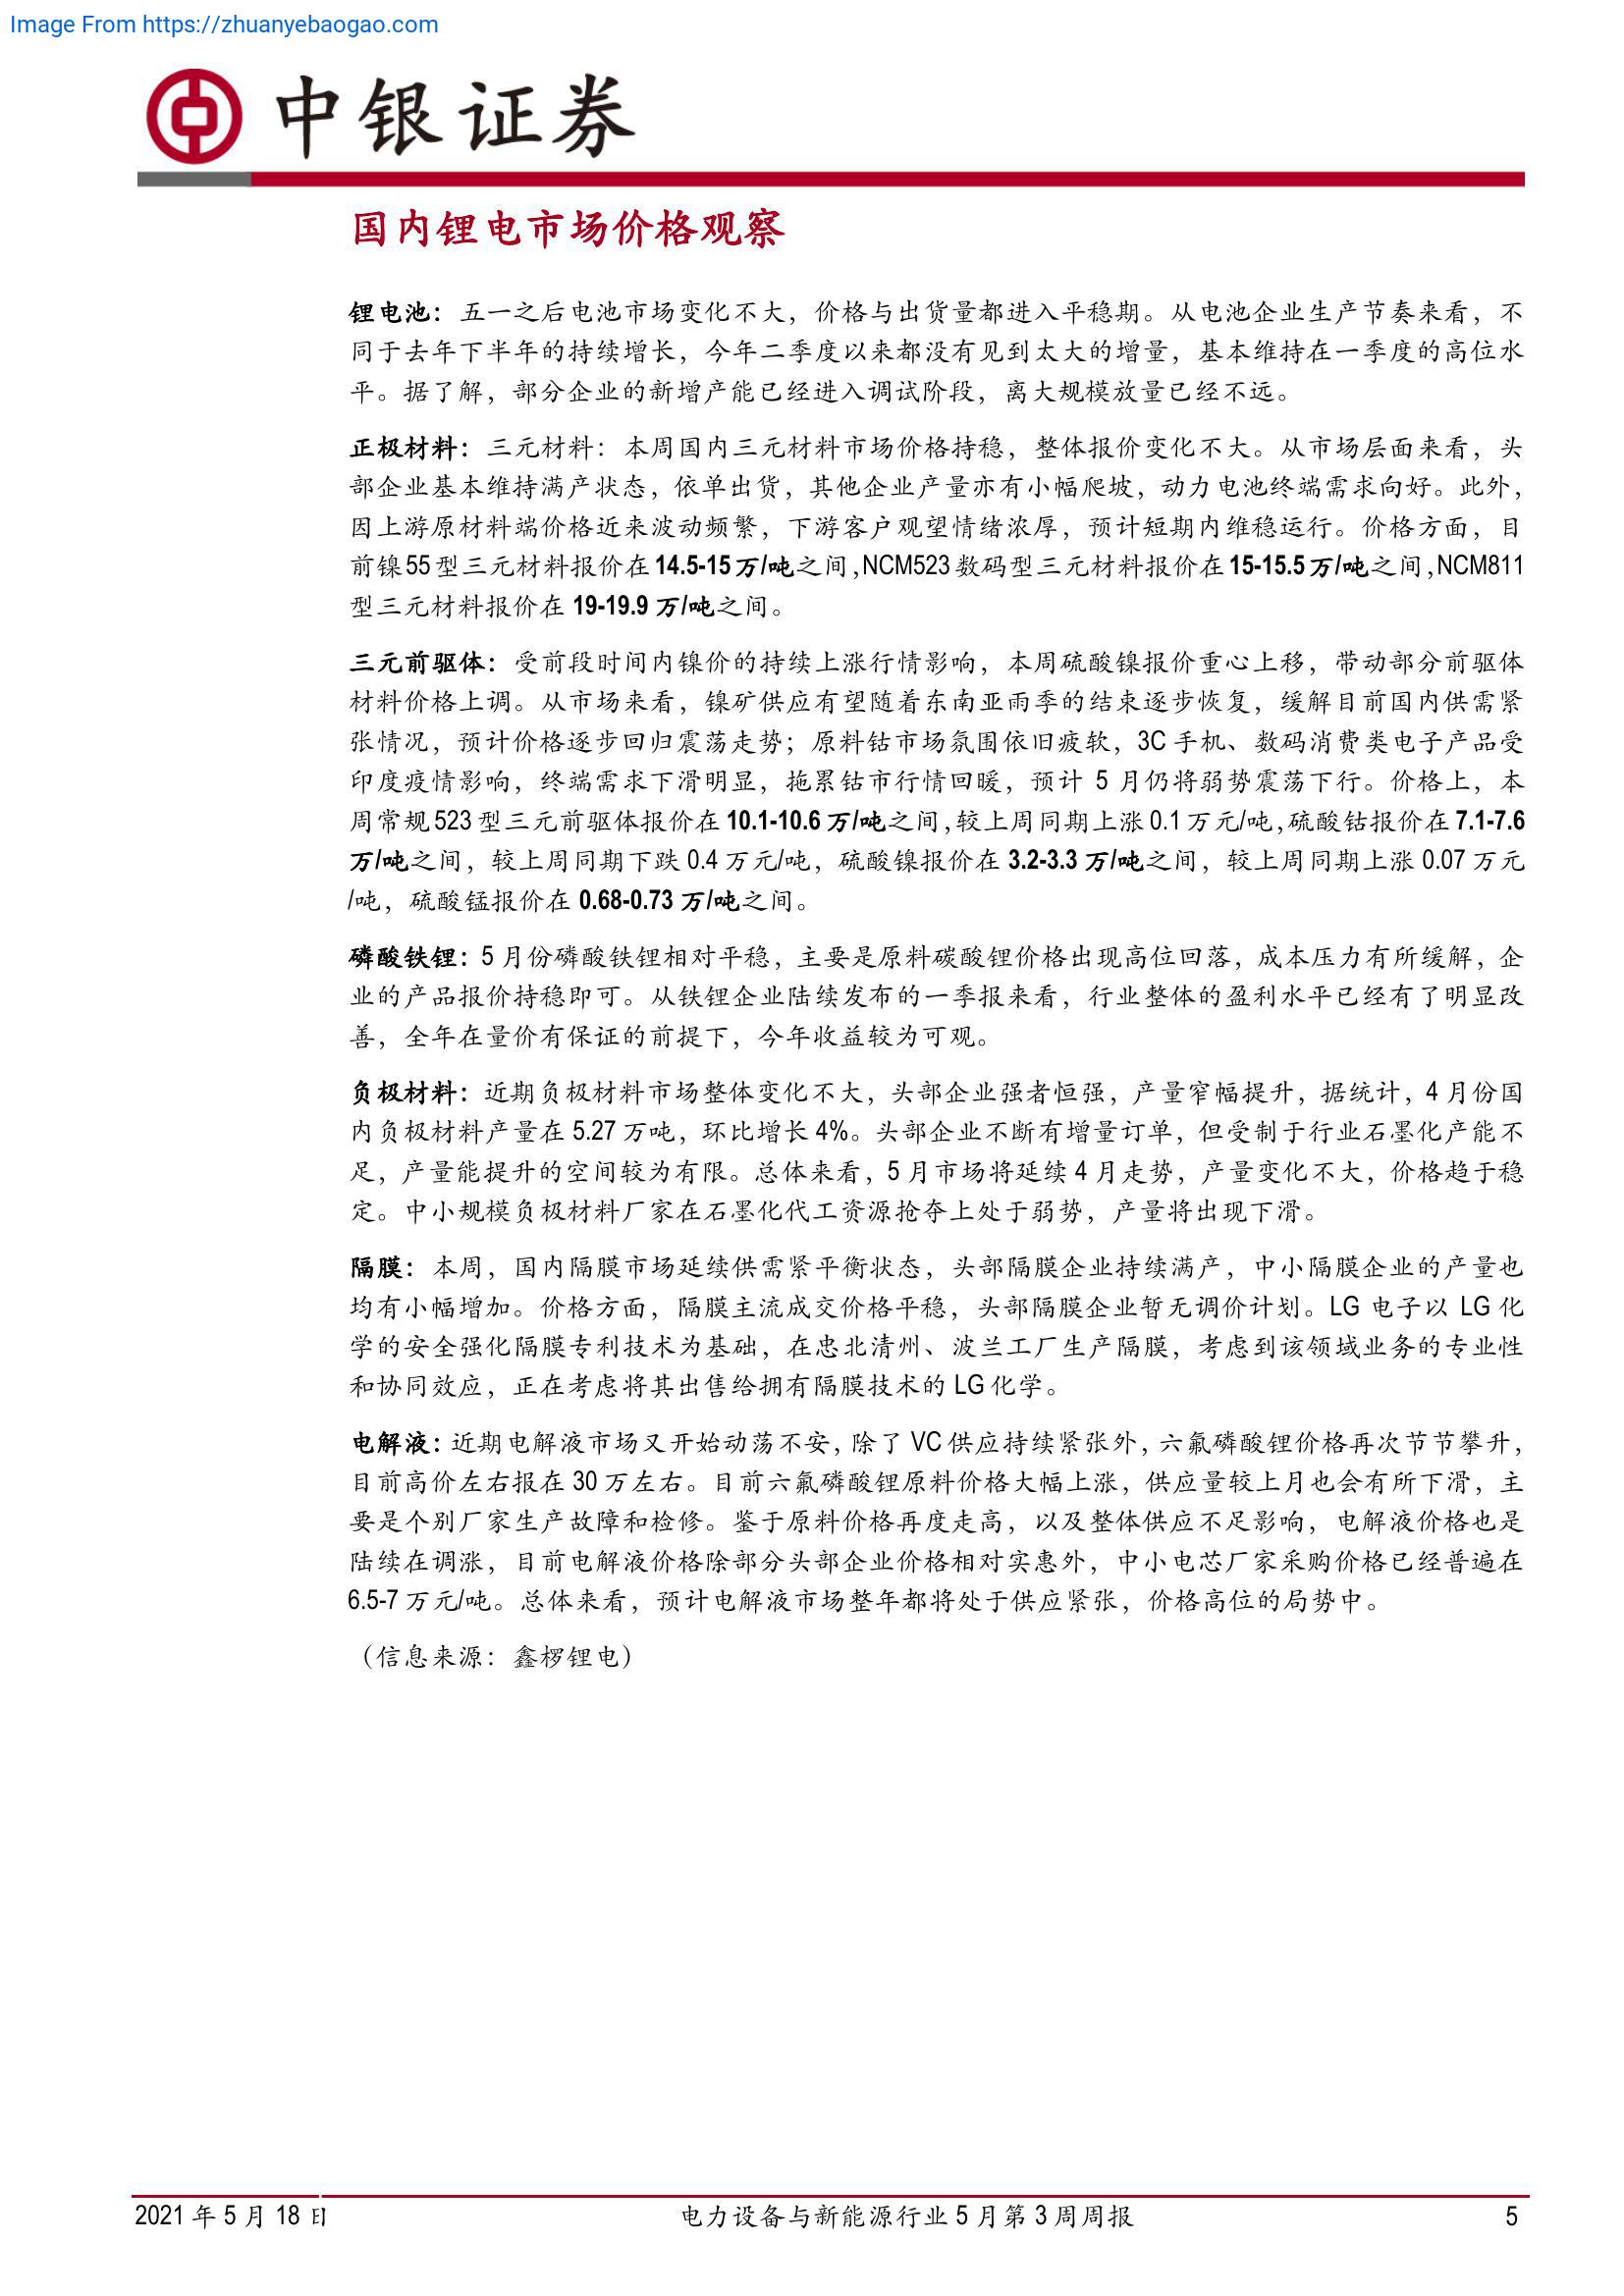 Image From https://zhuanyebaogao.com
中银证券
国内锂电市场价格观察
锂电池：五一之后电池市场变化不大，价格与出货量都进入平稳期。从电池企业生产节奏来看，不
同于去年下半年的持续增长，今年二季度以来都没有见到太大的增量，基本维持在一季度的高位水
平。据了解，部分企业的新增产能已经进入调试阶段，离大规模放量已经不远。
正极材料：三元材料：本周国内三元材料市场价格持稳，整体报价变化不大。从市场层面来看，头
部企业基本维持满产状态，依单出货，其他企业产量亦有小幅爬坡，动力电池终端需求向好。此外，
因上游原材料端价格近来波动频繁，下游客户观望情绪浓厚，预计短期内维稳运行。价格方面，目
前镍55型三元材料报价在14.5-15万/吨之间，NCM523数码型三元材料报价在15-15.5万/吨之间，NCM811
型三元材料报价在 19-19.9 万/吨之间。
三元前驱体：受前段时间内镍价的持续上涨行情影响，本周硫酸镍报价重心上移，带动部分前驱体
材料价格上调。从市场来看，镍矿供应有望随着东南亚雨季的结束逐步恢复，缓解目前国内供需紧
张情况，预计价格逐步回归震荡走势；原料钴市场氛围依旧疲软，3C 手机、数码消费类电子产品受
印度疫情影响，终端需求下滑明显，拖累钴市行情回暖，预计 5 月仍将弱势震荡下行。价格上，本
周常规523型三元前驱体报价在10.1-10.6万/吨之间，较上周同期上涨0.1万元/吨，硫酸钴报价在7.1-7.6
万/吨之间，较上周同期下跌 0.4 万元/吨，硫酸镍报价在 3.2-3.3 万/吨之间，较上周同期上涨 0.07 万元
/吨，硫酸锰报价在 0.68-0.73 万/吨之间。
磷酸铁锂：5 月份磷酸铁锂相对平稳，主要是原料碳酸锂价格出现高位回落，成本压力有所缓解，企
业的产品报价持稳即可。从铁锂企业陆续发布的一季报来看，行业整体的盈利水平已经有了明显改
善，全年在量价有保证的前提下，今年收益较为可观。
负极材料：近期负极材料市场整体变化不大，头部企业强者恒强，产量窄幅提升，据统计，4 月份国
内负极材料产量在 5.27 万吨，环比增长 4%。头部企业不断有增量订单，但受制于行业石墨化产能不
足，产量能提升的空间较为有限。总体来看，5 月市场将延续 4 月走势，产量变化不大，价格趋于稳
定。中小规模负极材料厂家在石墨化代工资源抢夺上处于弱势，产量将出现下滑。
隔膜：本周，国内隔膜市场延续供需紧平衡状态，头部隔膜企业持续满产，中小隔膜企业的产量也
均有小幅增加。价格方面，隔膜主流成交价格平稳，头部隔膜企业暂无调价计划。LG 电子以 LG 化
学的安全强化隔膜专利技术为基础，在忠北清州、波兰工厂生产隔膜，考虑到该领域业务的专业性
和协同效应，正在考虑将其出售给拥有隔膜技术的 LG 化学。
电解液：近期电解液市场又开始动荡不安，除了 VC 供应持续紧张外，六氟磷酸锂价格再次节节攀升，
目前高价左右报在 30 万左右。目前六氟磷酸锂原料价格大幅上涨，供应量较上月也会有所下滑，主
要是个别厂家生产故障和检修。鉴于原料价格再度走高，以及整体供应不足影响，电解液价格也是
陆续在调涨，目前电解液价格除部分头部企业价格相对实惠外，中小电芯厂家采购价格已经普遍在
6.5-7 万元/吨。总体来看，预计电解液市场整年都将处于供应紧张，价格高位的局势中。
（信息来源：鑫椤锂电）
2021 年 5 月 18 日 电力设备与新能源行业 5 月第 3 周周报 5